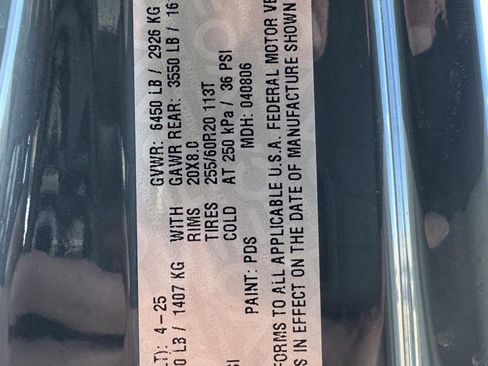 LT): 4-25 GVWR: 6450 LB / 2926 KG
0 LB / 1407 KG WITH GAWR REAR: 3550 LB / 16
RIMS 20X8.0
TIRES 255/60R20 113T
SI COLD AT 250 kPa / 36 PSI
PAINT: PDS MDH: 040806
FORMS TO ALL APPLICABLE U.S.A. FEDERAL MOTOR VE
S IN EFFECT ON THE DATE OF MANUFACTURE SHOWN